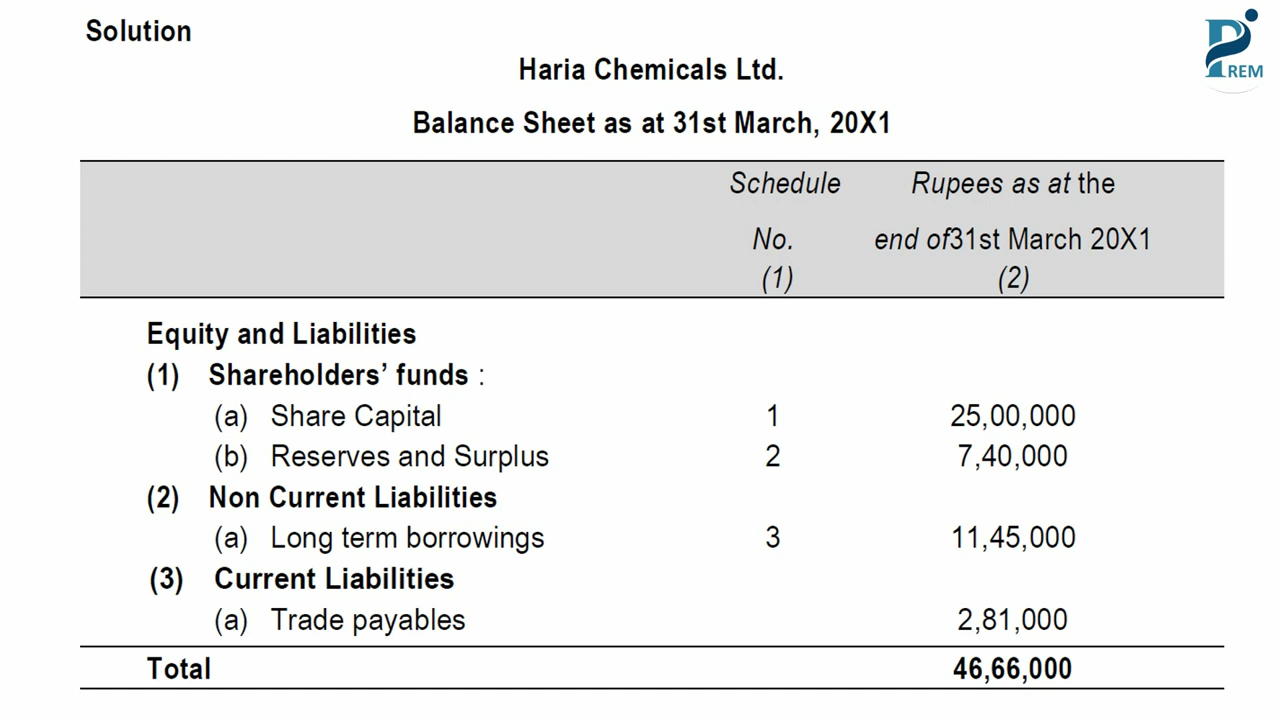 Solution
PREM
Haria Chemicals Ltd.
Balance Sheet as at 31st March, 20X1
Schedule Rupees as at the
No. end of31st March 20X1
(1) (2)
Equity and Liabilities
(1) Shareholders’ funds :
(a) Share Capital 1 25,00,000
(b) Reserves and Surplus 2 7,40,000
(2) Non Current Liabilities
(a) Long term borrowings 3 11,45,000
(3) Current Liabilities
(a) Trade payables 2,81,000
Total 46,66,000